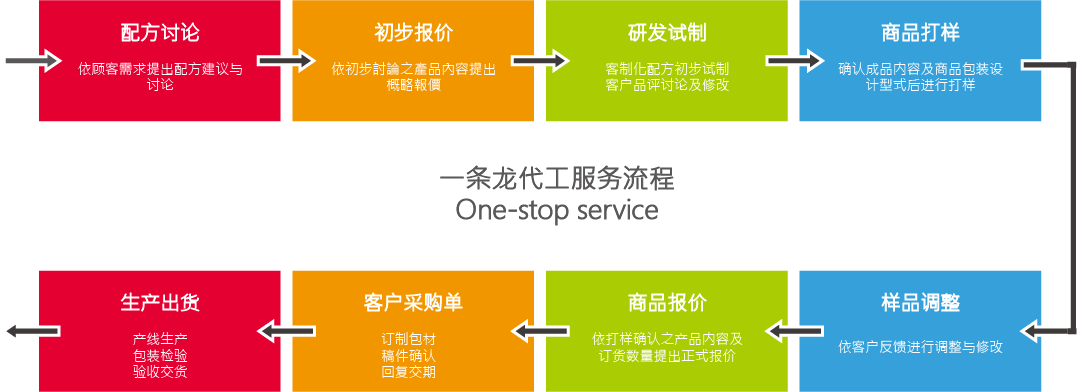 配方讨论
依顾客需求提出配方建议与
讨论
初步报价
依初步討論之產品內容提出
概略報價
研发试制
客制化配方初步试制
客户品评讨论及修改
商品打样
确认成品内容及商品包装设
计型式后进行打样
一条龙代工服务流程
One-stop service
样品调整
依客户反馈进行调整与修改
商品报价
依打样确认之产品内容及
订货数量提出正式报价
客户采购单
订制包材
稿件确认
回复交期
生产出货
产线生产
包装检验
验收交货